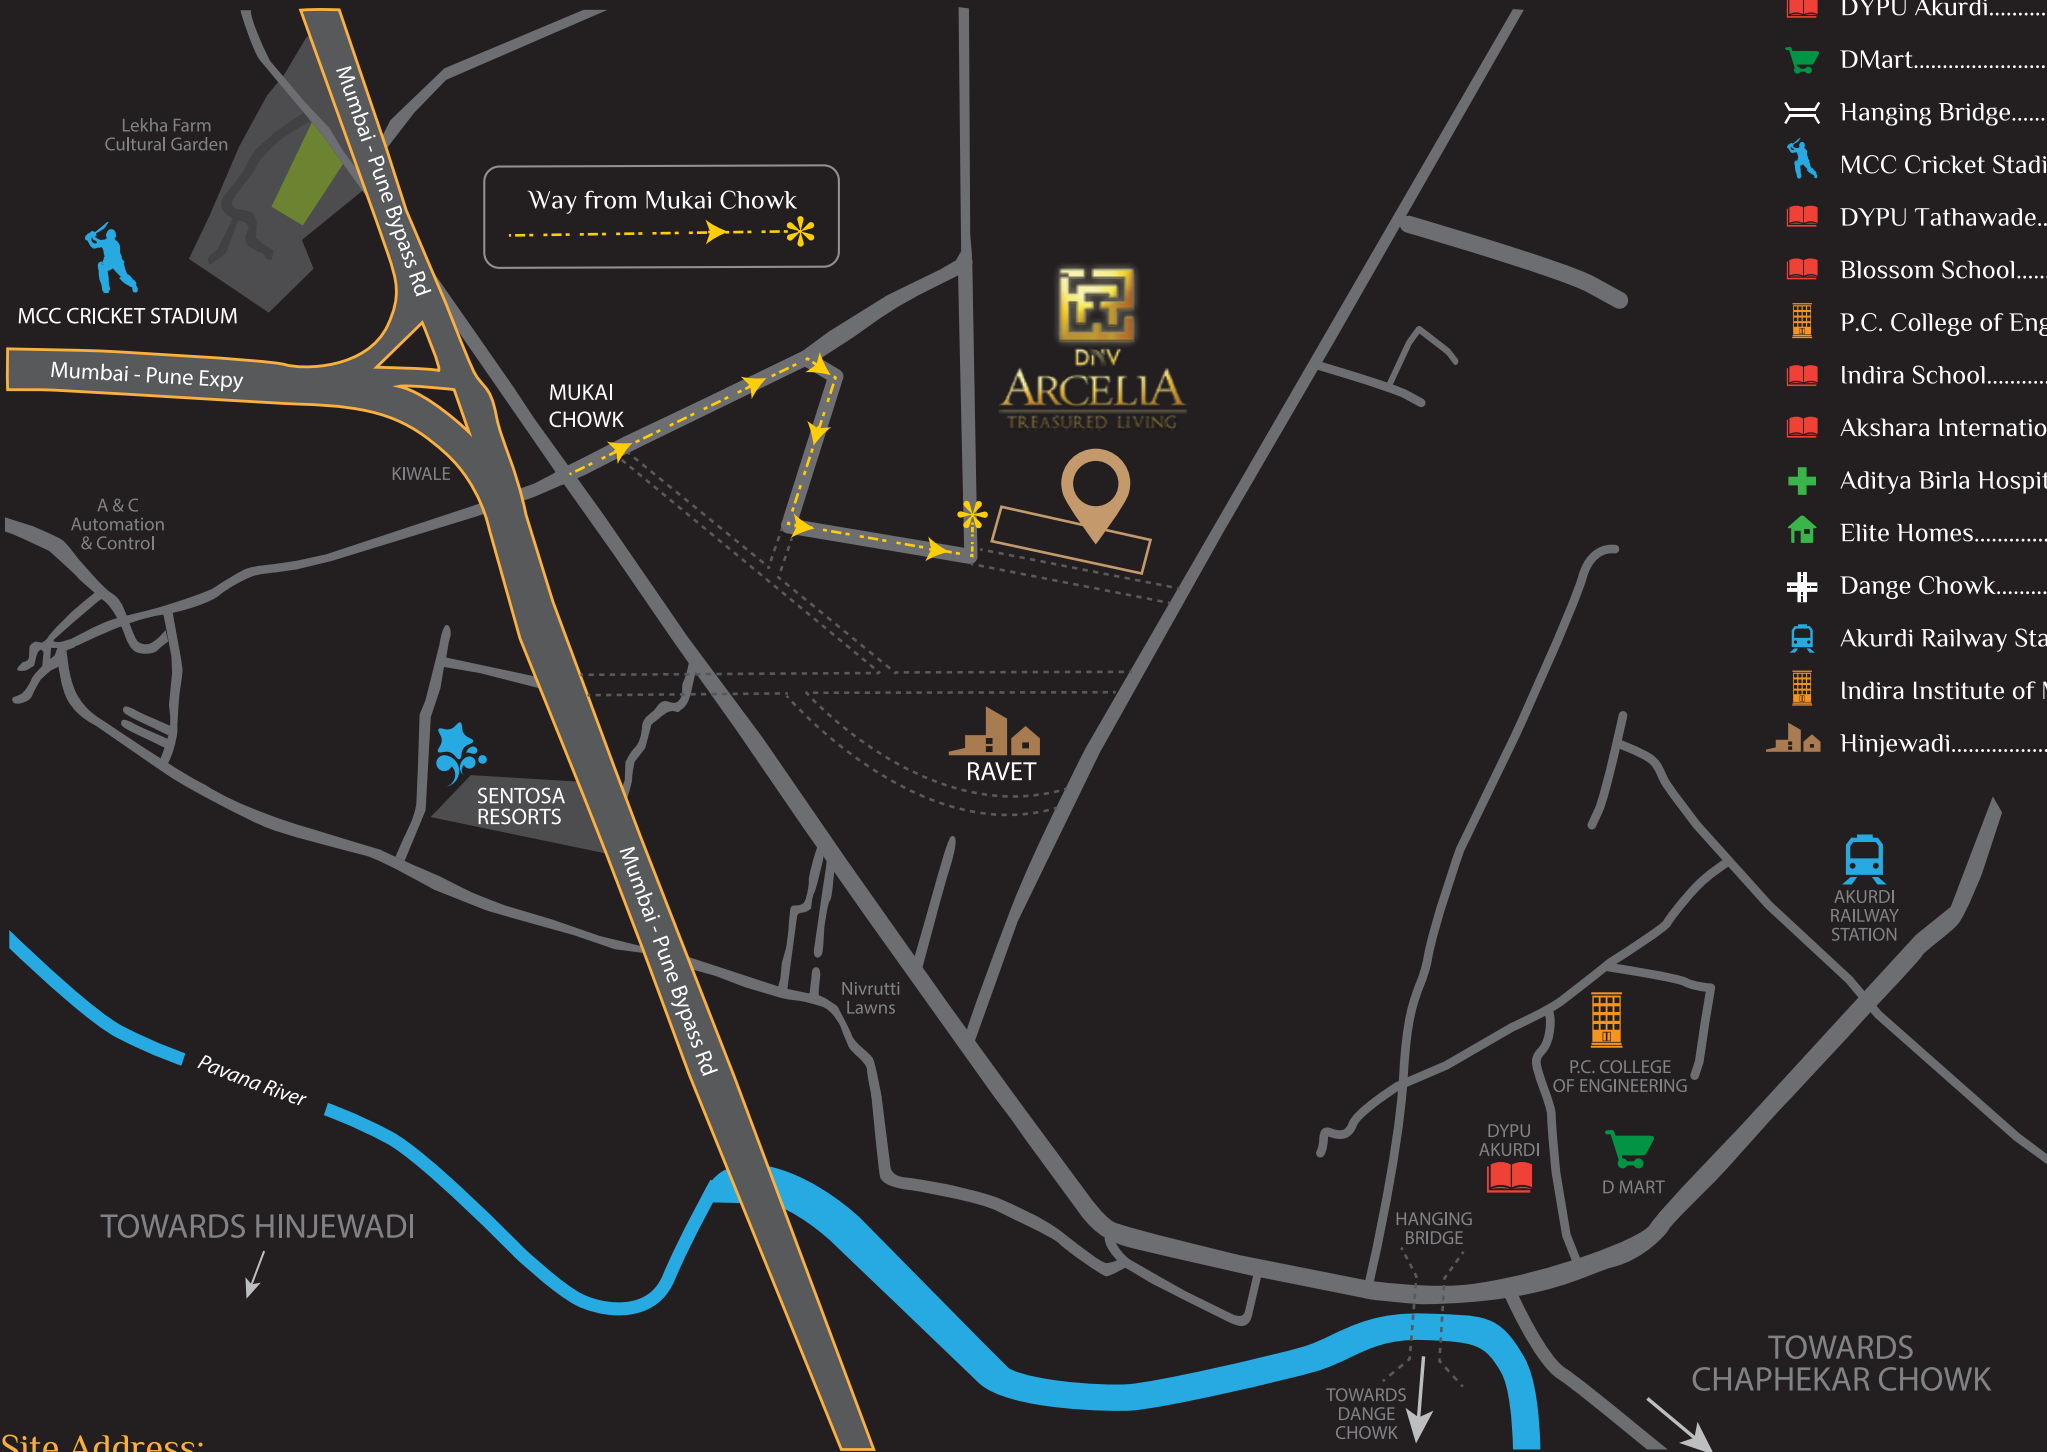 DYPU Akurdi
DMart
Hanging Bridge
MCC Cricket Stadi
DYPU Tathawade
Blossom School
P.C. College of Eng
Indira School
Akshara Internatio
Aditya Birla Hospit
Elite Homes
Dange Chowk
Akurdi Railway Sta
Indira Institute of M
Hinjewadi
Lekha Farm
Cultural Garden
Mumbai - Pune Bypass Rd
Way from Mukai Chowk
MCC CRICKET STADIUM
Mumbai - Pune Expy
DNV
ARCELIA
TREASURED LIVING
MUKAI
CHOWK
KIWALE
A & C
Automation
& Control
RAVET
SENTOSA
RESORTS
Mumbai - Pune Bypass Rd
AKURDI
RAILWAY
STATION
Nivrutti
Lawns
P.C. COLLEGE
OF ENGINEERING
Pavana River
DYPU
AKURDI
D MART
HANGING
BRIDGE
TOWARDS HINJEWADI
TOWARDS
CHAPHEKAR CHOWK
TOWARDS
DANGE
CHOWK
Site Address: